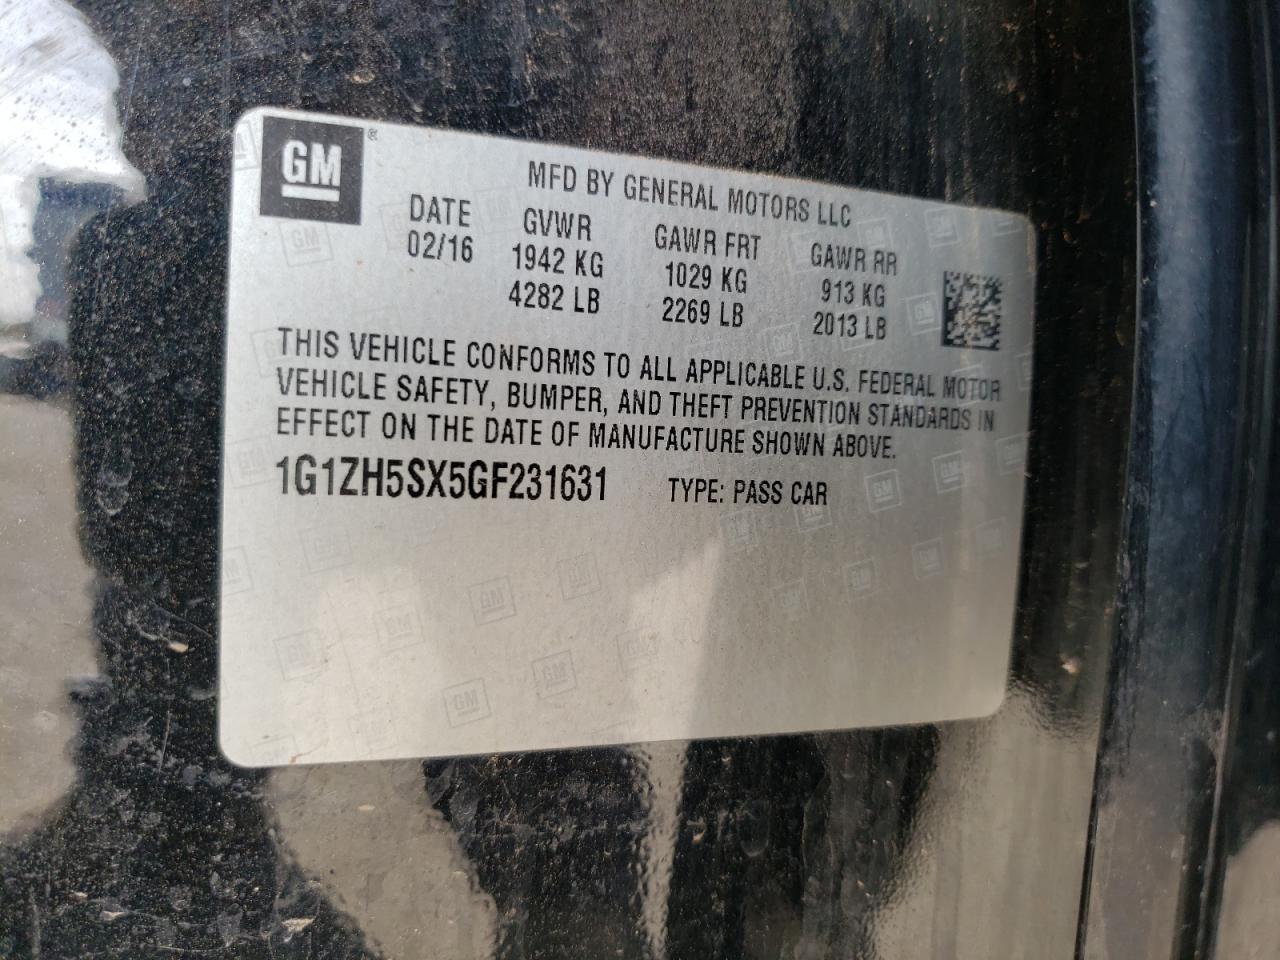 GM ®
MFD BY GENERAL MOTORS LLC
DATE GVWR GAWR FRT GAWR RR
02/16 1942 KG 1029 KG 913 KG
4282 LB 2269 LB 2013 LB
THIS VEHICLE CONFORMS TO ALL APPLICABLE U.S. FEDERAL MOTOR
VEHICLE SAFETY, BUMPER, AND THEFT PREVENTION STANDARDS IN
EFFECT ON THE DATE OF MANUFACTURE SHOWN ABOVE.
1G1ZH5SX5GF231631 TYPE: PASS CAR